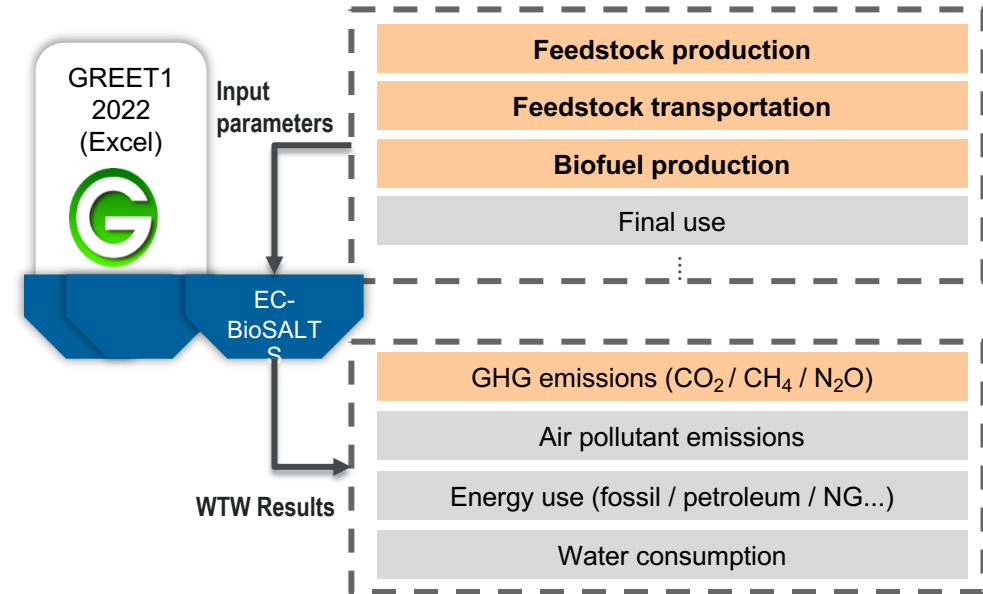 GREET1
2022
(Excel)
G
Input
parameters
EC-
BioSALT
S
WTW Results
Feedstock production
Feedstock transportation
Biofuel production
Final use
GHG emissions (CO₂ / CH₄ / N₂O)
Air pollutant emissions
Energy use (fossil / petroleum / NG...)
Water consumption